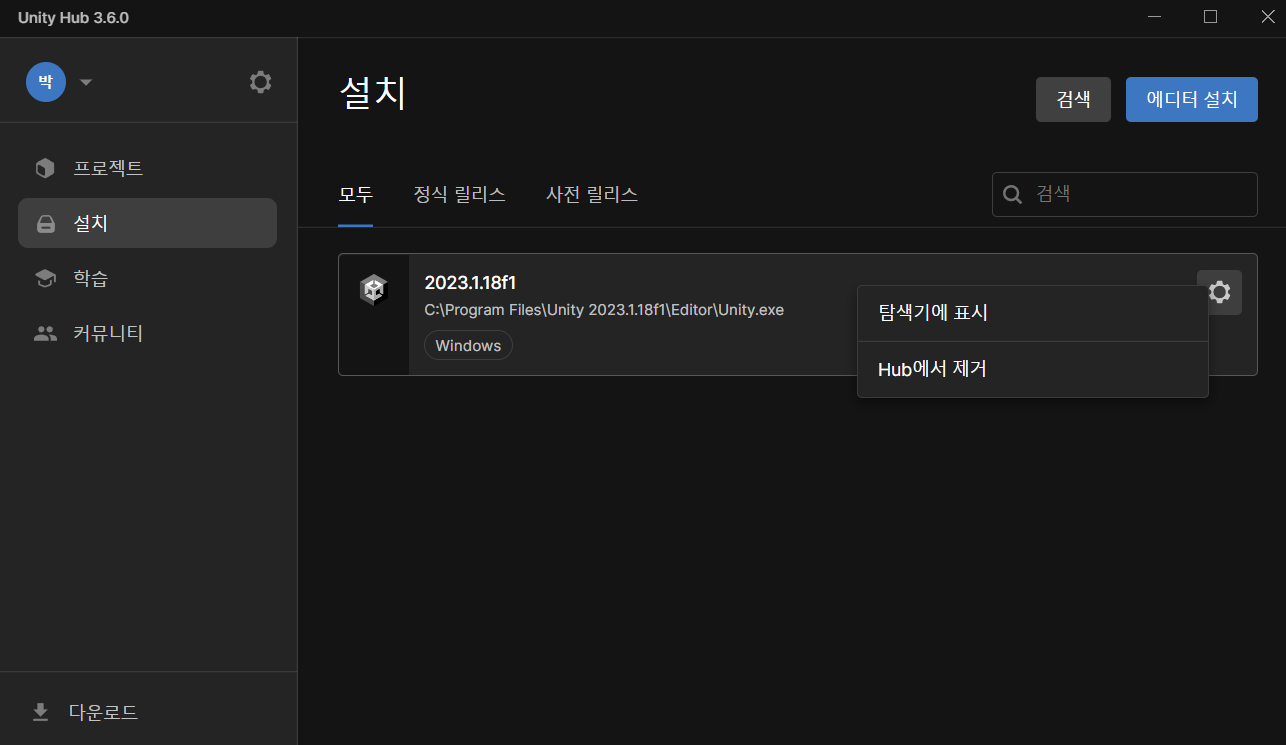 Unity Hub 3.6.0
박
프로젝트
설치
학습
커뮤니티
다운로드
설치
검색
에디터 설치
모두
정식 릴리스
사전 릴리스
검색
2023.1.18f1
C:\Program Files\Unity 2023.1.18f1\Editor\Unity.exe
Windows
탐색기에 표시
Hub에서 제거